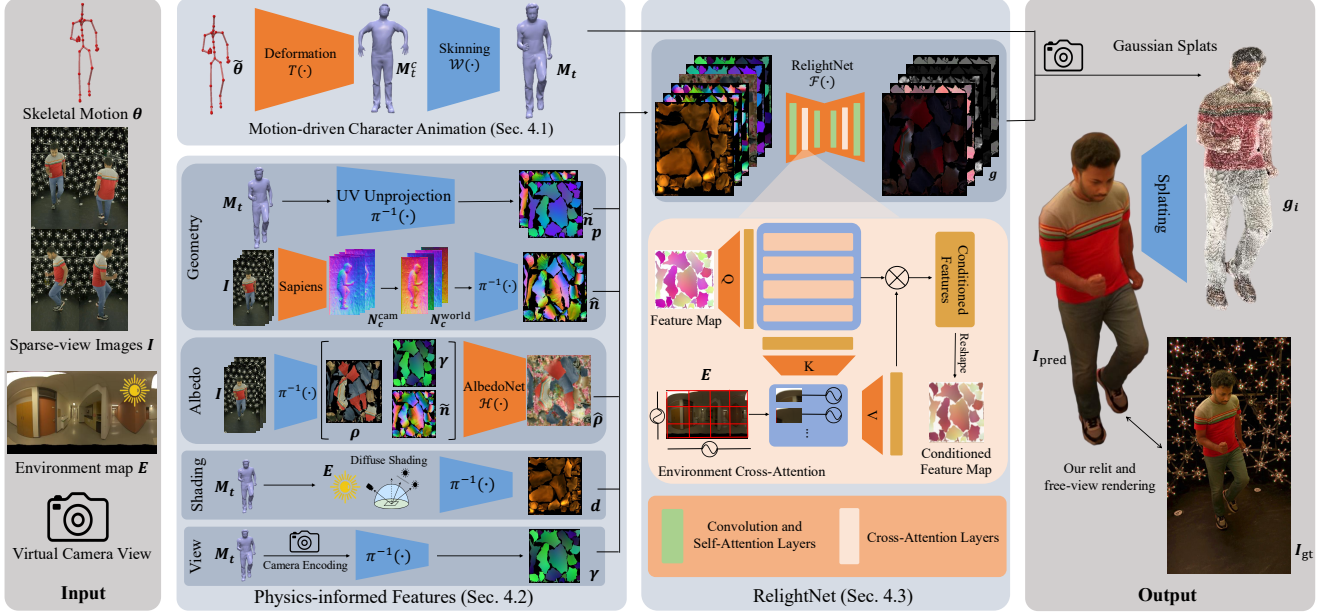 Skeletal Motion θ
Sparse-view Images I
Environment map E
Virtual Camera View
Input
θ̃
Deformation
T(·)
M_t^c
Skinning
W(·)
M_t
Motion-driven Character Animation (Sec. 4.1)
Geometry
M_t
UV Unprojection
π⁻¹(·)
ñ
p
I
Sapiens
N_c^cam
N_c^world
π⁻¹(·)
n̂
Albedo
I
π⁻¹(·)
ρ
γ
ñ
AlbedoNet
H(·)
ρ̂
Shading
M_t
E
Diffuse Shading
π⁻¹(·)
d
View
M_t
Camera Encoding
π⁻¹(·)
γ
Physics-informed Features (Sec. 4.2)
RelightNet
F(·)
g
Feature Map
Q
K
V
E
...
Environment Cross-Attention
Conditioned
Features
Reshape
Conditioned
Feature Map
Convolution and
Self-Attention Layers
Cross-Attention Layers
RelightNet (Sec. 4.3)
Gaussian Splats
Splatting
g_i
I_pred
Our relit and
free-view rendering
I_gt
Output